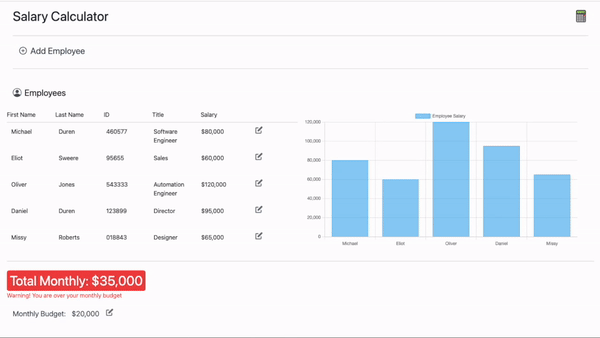 Salary Calculator
Add Employee
Employees
First Name Last Name ID Title Salary
Michael Duren 460577 Software Engineer $80,000
Eliot Sweere 95655 Sales $60,000
Oliver Jones 543333 Automation Engineer $120,000
Daniel Duren 123899 Director $95,000
Missy Roberts 018843 Designer $65,000
Employee Salary
120,000
100,000
80,000
60,000
40,000
20,000
0
Michael Eliot Oliver Daniel Missy
Total Monthly: $35,000
Warning! You are over your monthly budget
Monthly Budget: $20,000